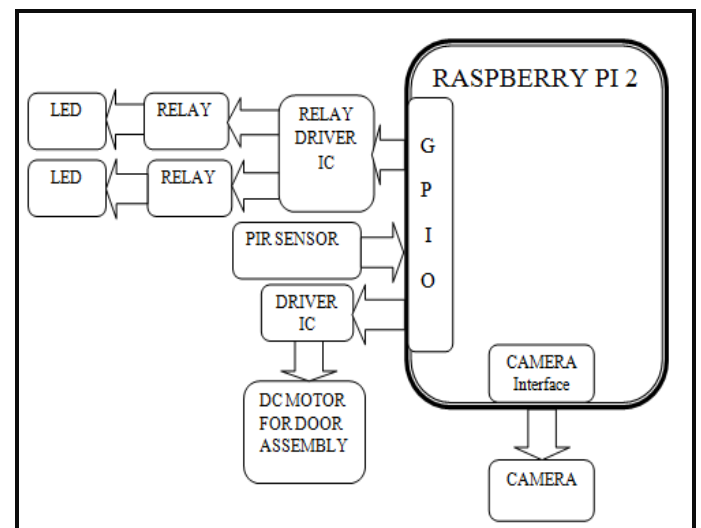 RASPBERRY PI 2
LED
RELAY
RELAY
DRIVER
IC
LED
RELAY
G
P
I
O
PIR SENSOR
DRIVER
IC
DC MOTOR
FOR DOOR
ASSEMBLY
CAMERA
Interface
CAMERA